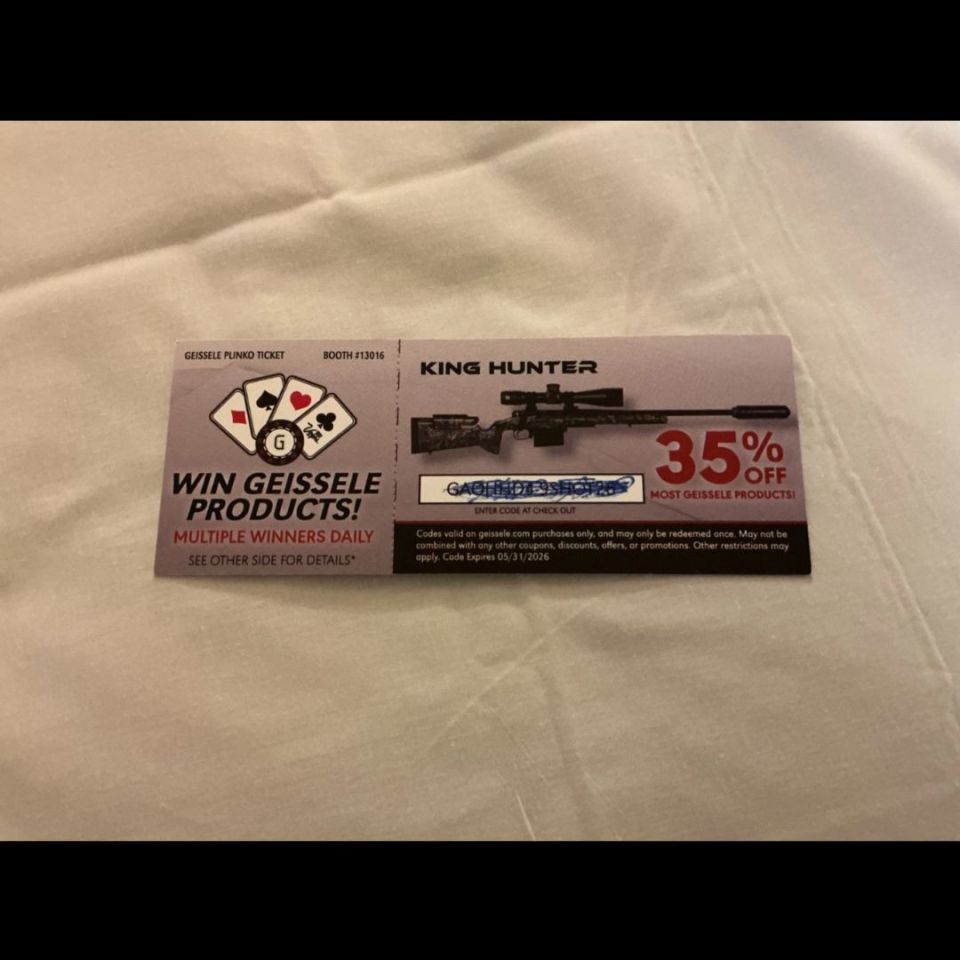 GEISSELE PLINKO TICKET
BOOTH #13016
G
WIN GEISSELE
PRODUCTS!
MULTIPLE WINNERS DAILY
SEE OTHER SIDE FOR DETAILS*
KING HUNTER
35% OFF
MOST GEISSELE PRODUCTS!
ENTER CODE AT CHECK OUT
Codes valid on geissele.com purchases only, and may only be redeemed once. May not be
combined with any other coupons, discounts, offers, or promotions. Other restrictions may
apply. Code Expires 05/31/2026